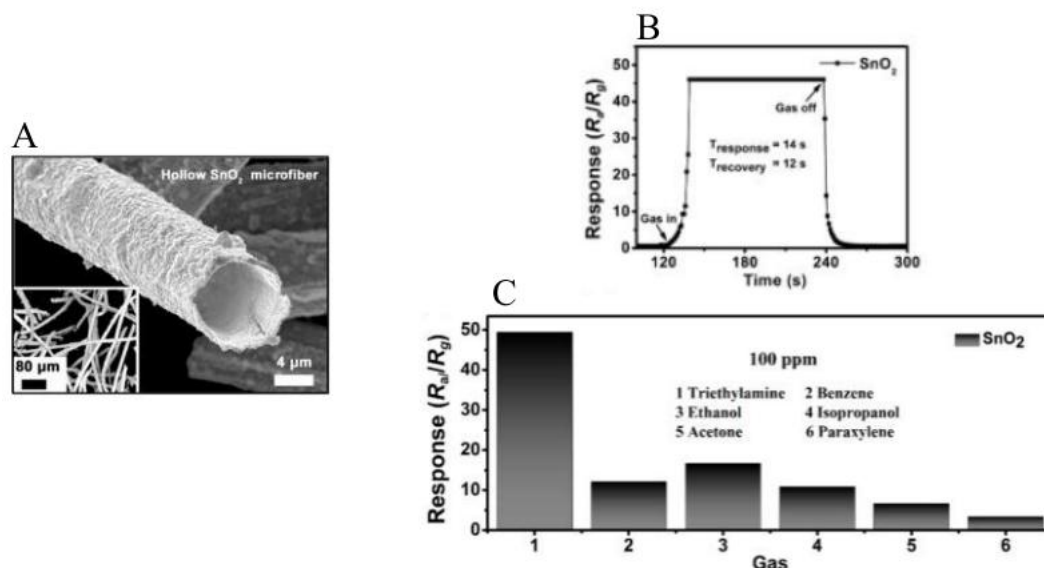 A
Hollow SnO₂ microfiber
80 μm
4 μm
B
Response (Ra/Rg)
50
40
30
20
10
0
SnO₂
Gas off
Tresponse = 14 s
Trecovery = 12 s
Gas in
120 180 240 300
Time (s)
C
Response (Ra/Rg)
50
40
30
20
10
0
SnO₂
100 ppm
1 Triethylamine 2 Benzene
3 Ethanol 4 Isopropanol
5 Acetone 6 Paraxylene
1 2 3 4 5 6
Gas